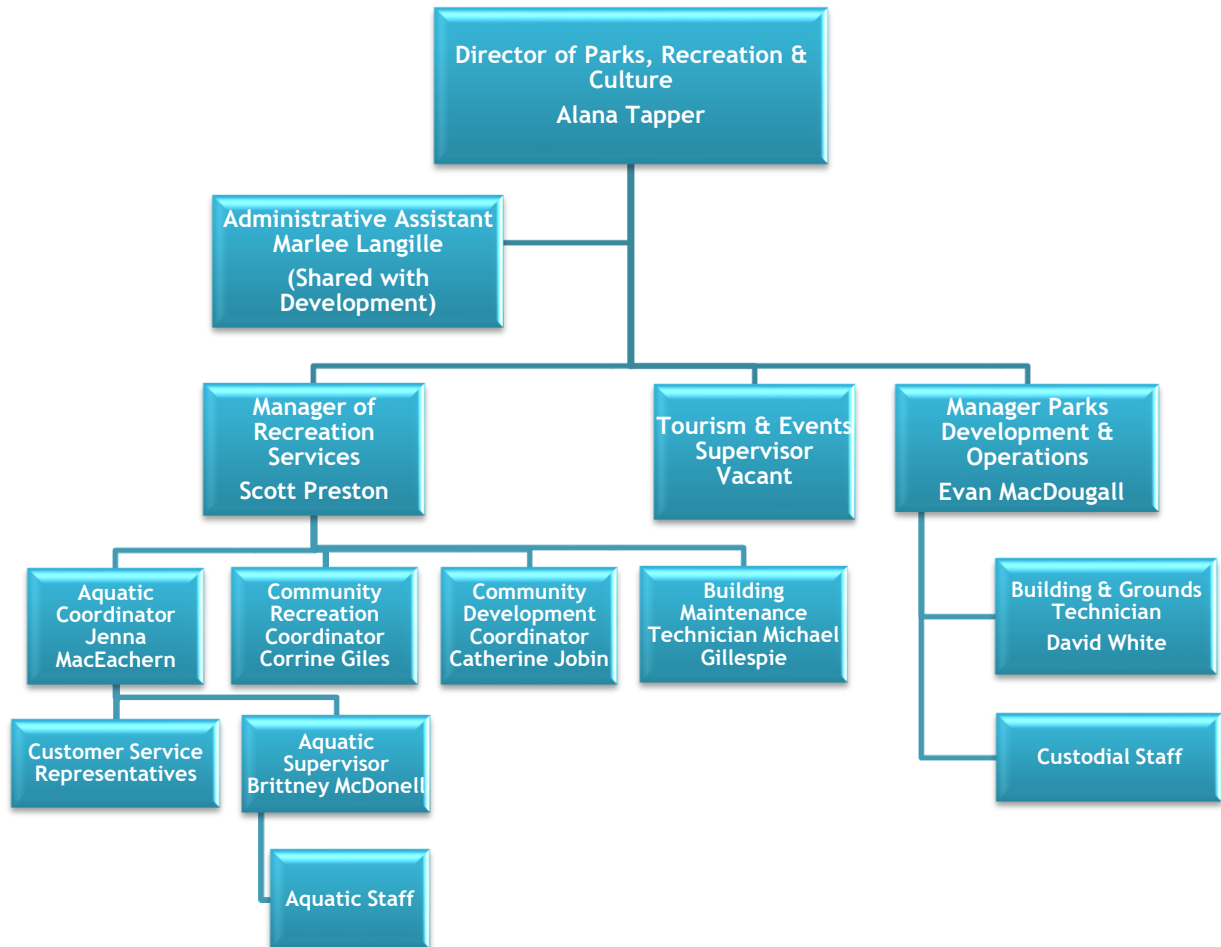 Director of Parks, Recreation &
Culture
Alana Tapper
Administrative Assistant
Marlee Langille
(Shared with
Development)
Manager of
Recreation
Services
Scott Preston
Tourism & Events
Supervisor
Vacant
Manager Parks
Development &
Operations
Evan MacDougall
Aquatic
Coordinator
Jenna
MacEachern
Community
Recreation
Coordinator
Corrine Giles
Community
Development
Coordinator
Catherine Jobin
Building
Maintenance
Technician Michael
Gillespie
Building & Grounds
Technician
David White
Customer Service
Representatives
Aquatic
Supervisor
Brittney McDonell
Custodial Staff
Aquatic Staff